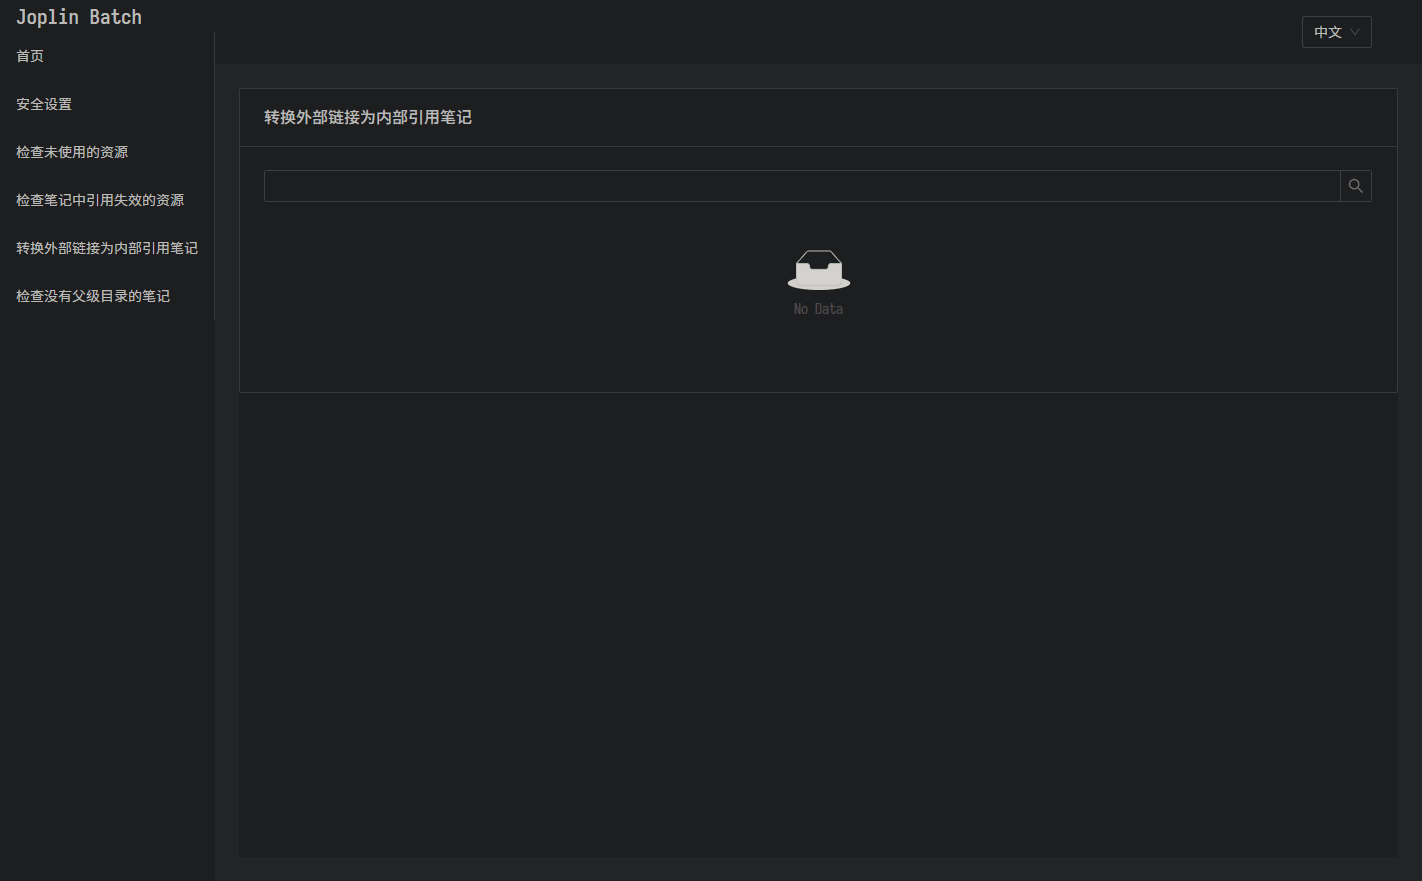 Joplin Batch
中文
首页
安全设置
检查未使用的资源
检查笔记中引用失效的资源
转换外部链接为内部引用笔记
检查没有父级目录的笔记
转换外部链接为内部引用笔记
No Data